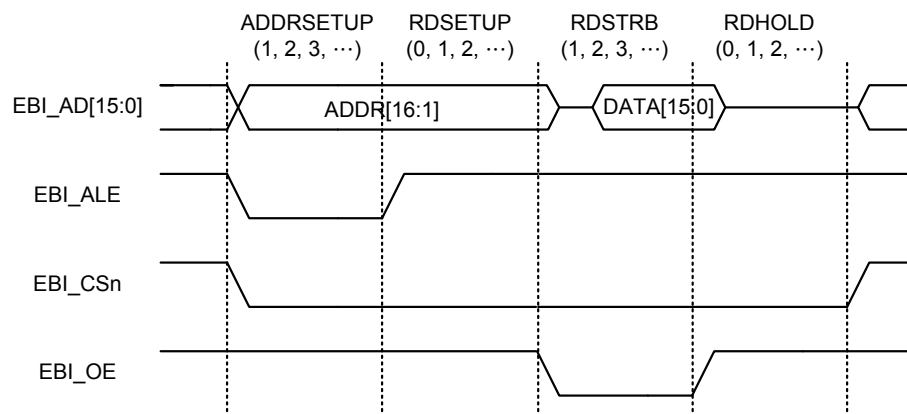 ADDRSETUP RDSETUP RDSTRB RDHOLD
(1, 2, 3, ⋯) (0, 1, 2, ⋯) (1, 2, 3, ⋯) (0, 1, 2, ⋯)
EBI_AD[15:0] ADDR[16:1] DATA[15:0]
EBI_ALE
EBI_CSn
EBI_OE